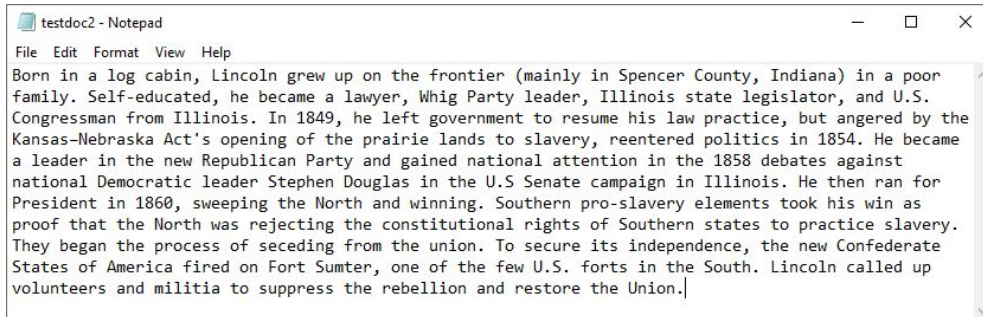 testdoc2 - Notepad
File Edit Format View Help
Born in a log cabin, Lincoln grew up on the frontier (mainly in Spencer County, Indiana) in a poor
family. Self-educated, he became a lawyer, Whig Party leader, Illinois state legislator, and U.S.
Congressman from Illinois. In 1849, he left government to resume his law practice, but angered by the
Kansas–Nebraska Act's opening of the prairie lands to slavery, reentered politics in 1854. He became
a leader in the new Republican Party and gained national attention in the 1858 debates against
national Democratic leader Stephen Douglas in the U.S Senate campaign in Illinois. He then ran for
President in 1860, sweeping the North and winning. Southern pro-slavery elements took his win as
proof that the North was rejecting the constitutional rights of Southern states to practice slavery.
They began the process of seceding from the union. To secure its independence, the new Confederate
States of America fired on Fort Sumter, one of the few U.S. forts in the South. Lincoln called up
volunteers and militia to suppress the rebellion and restore the Union.